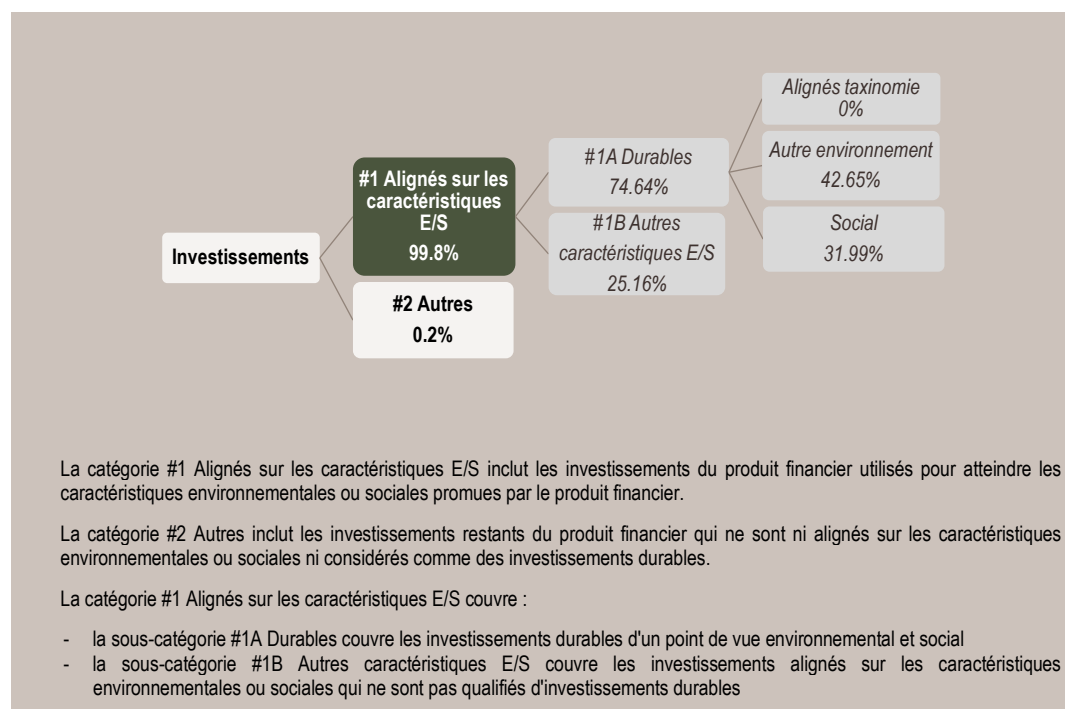 Investissements
#1 Alignés sur les
caractéristiques
E/S
99.8%
#2 Autres
0.2%
#1A Durables
74.64%
#1B Autres
caractéristiques E/S
25.16%
Alignés taxinomie
0%
Autre environnement
42.65%
Social
31.99%
La catégorie #1 Alignés sur les caractéristiques E/S inclut les investissements du produit financier utilisés pour atteindre les
caractéristiques environnementales ou sociales promues par le produit financier.
La catégorie #2 Autres inclut les investissements restants du produit financier qui ne sont ni alignés sur les caractéristiques
environnementales ou sociales ni considérés comme des investissements durables.
La catégorie #1 Alignés sur les caractéristiques E/S couvre :
- la sous-catégorie #1A Durables couvre les investissements durables d'un point de vue environnemental et social
- la sous-catégorie #1B Autres caractéristiques E/S couvre les investissements alignés sur les caractéristiques
environnementales ou sociales qui ne sont pas qualifiés d'investissements durables